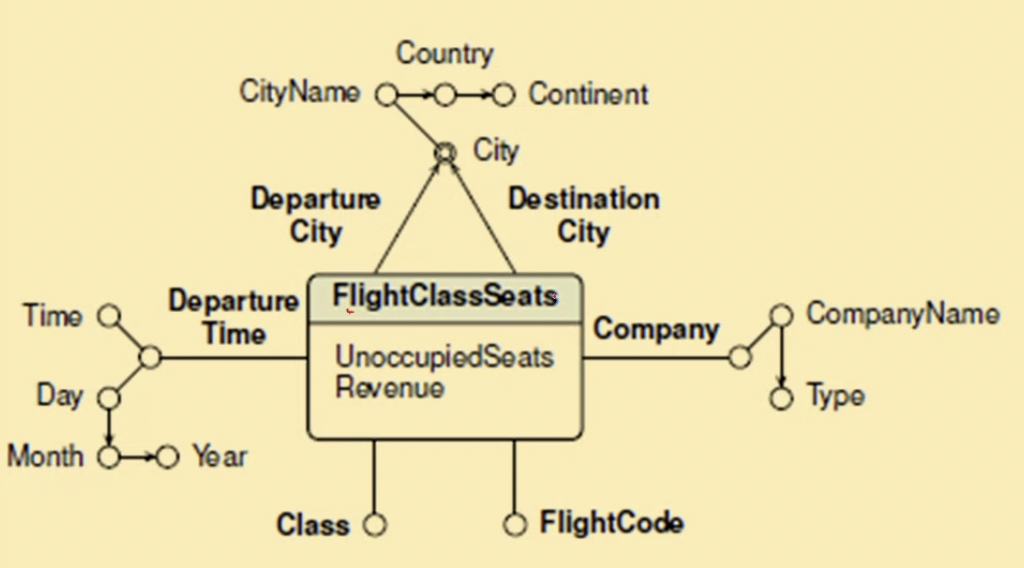 Country
CityName
Continent
City
Departure
City
Destination
City
Time
Departure
Time
FlightClassSeats
Company
CompanyName
UnoccupiedSeats
Revenue
Day
Type
Month
Year
Class
FlightCode